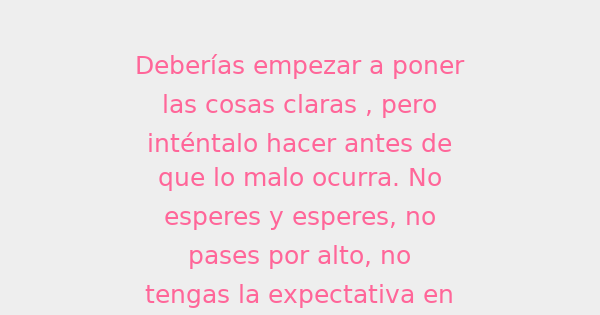 Deberías empezar a poner
las cosas claras , pero
inténtalo hacer antes de
que lo malo ocurra. No
esperes y esperes, no
pases por alto, no
tengas la expectativa en